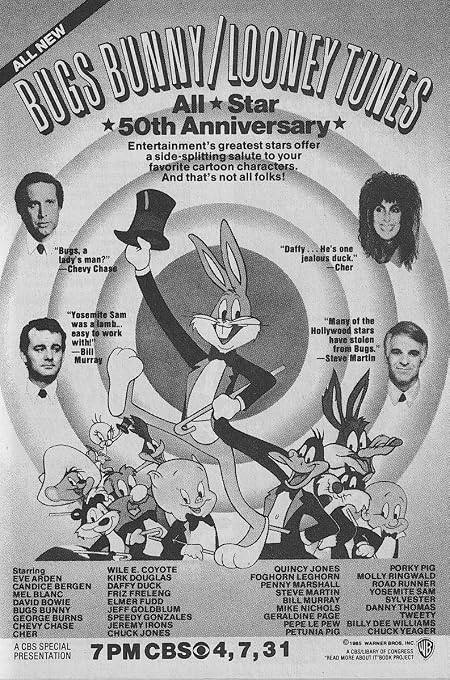 ALL NEW
BUGS BUNNY/LOONEY TUNES
All ★ Star
★ 50th Anniversary ★
Entertainment's greatest stars offer
a side-splitting salute to your
favorite cartoon characters.
And that's not all folks!
"Bugs, a
lady's man?"
—Chevy Chase
"Daffy . . . He's one
jealous duck."
—Cher
"Yosemite Sam
was a lamb...
easy to work
with!"
—Bill
Murray
"Many of the
Hollywood stars
have stolen
from Bugs."
—Steve Martin
Starring
EVE ARDEN
CANDICE BERGEN
MEL BLANC
DAVID BOWIE
BUGS BUNNY
GEORGE BURNS
CHEVY CHASE
CHER
WILE E. COYOTE
KIRK DOUGLAS
DAFFY DUCK
FRIZ FRELENG
ELMER FUDD
JEFF GOLDBLUM
SPEEDY GONZALES
JEREMY IRONS
CHUCK JONES
QUINCY JONES
FOGHORN LEGHORN
PENNY MARSHALL
STEVE MARTIN
BILL MURRAY
MIKE NICHOLS
GERALDINE PAGE
PEPE LE PEW
PETUNIA PIG
PORKY PIG
MOLLY RINGWALD
ROAD RUNNER
YOSEMITE SAM
SYLVESTER
DANNY THOMAS
TWEETY
BILLY DEE WILLIAMS
CHUCK YEAGER
A CBS SPECIAL
PRESENTATION
7PM CBS 4, 7, 31
© 1985 WARNER BROS. INC.
A CBS/LIBARY OF CONGRESS
"READ MORE ABOUT IT" BOOK PROJECT
WB